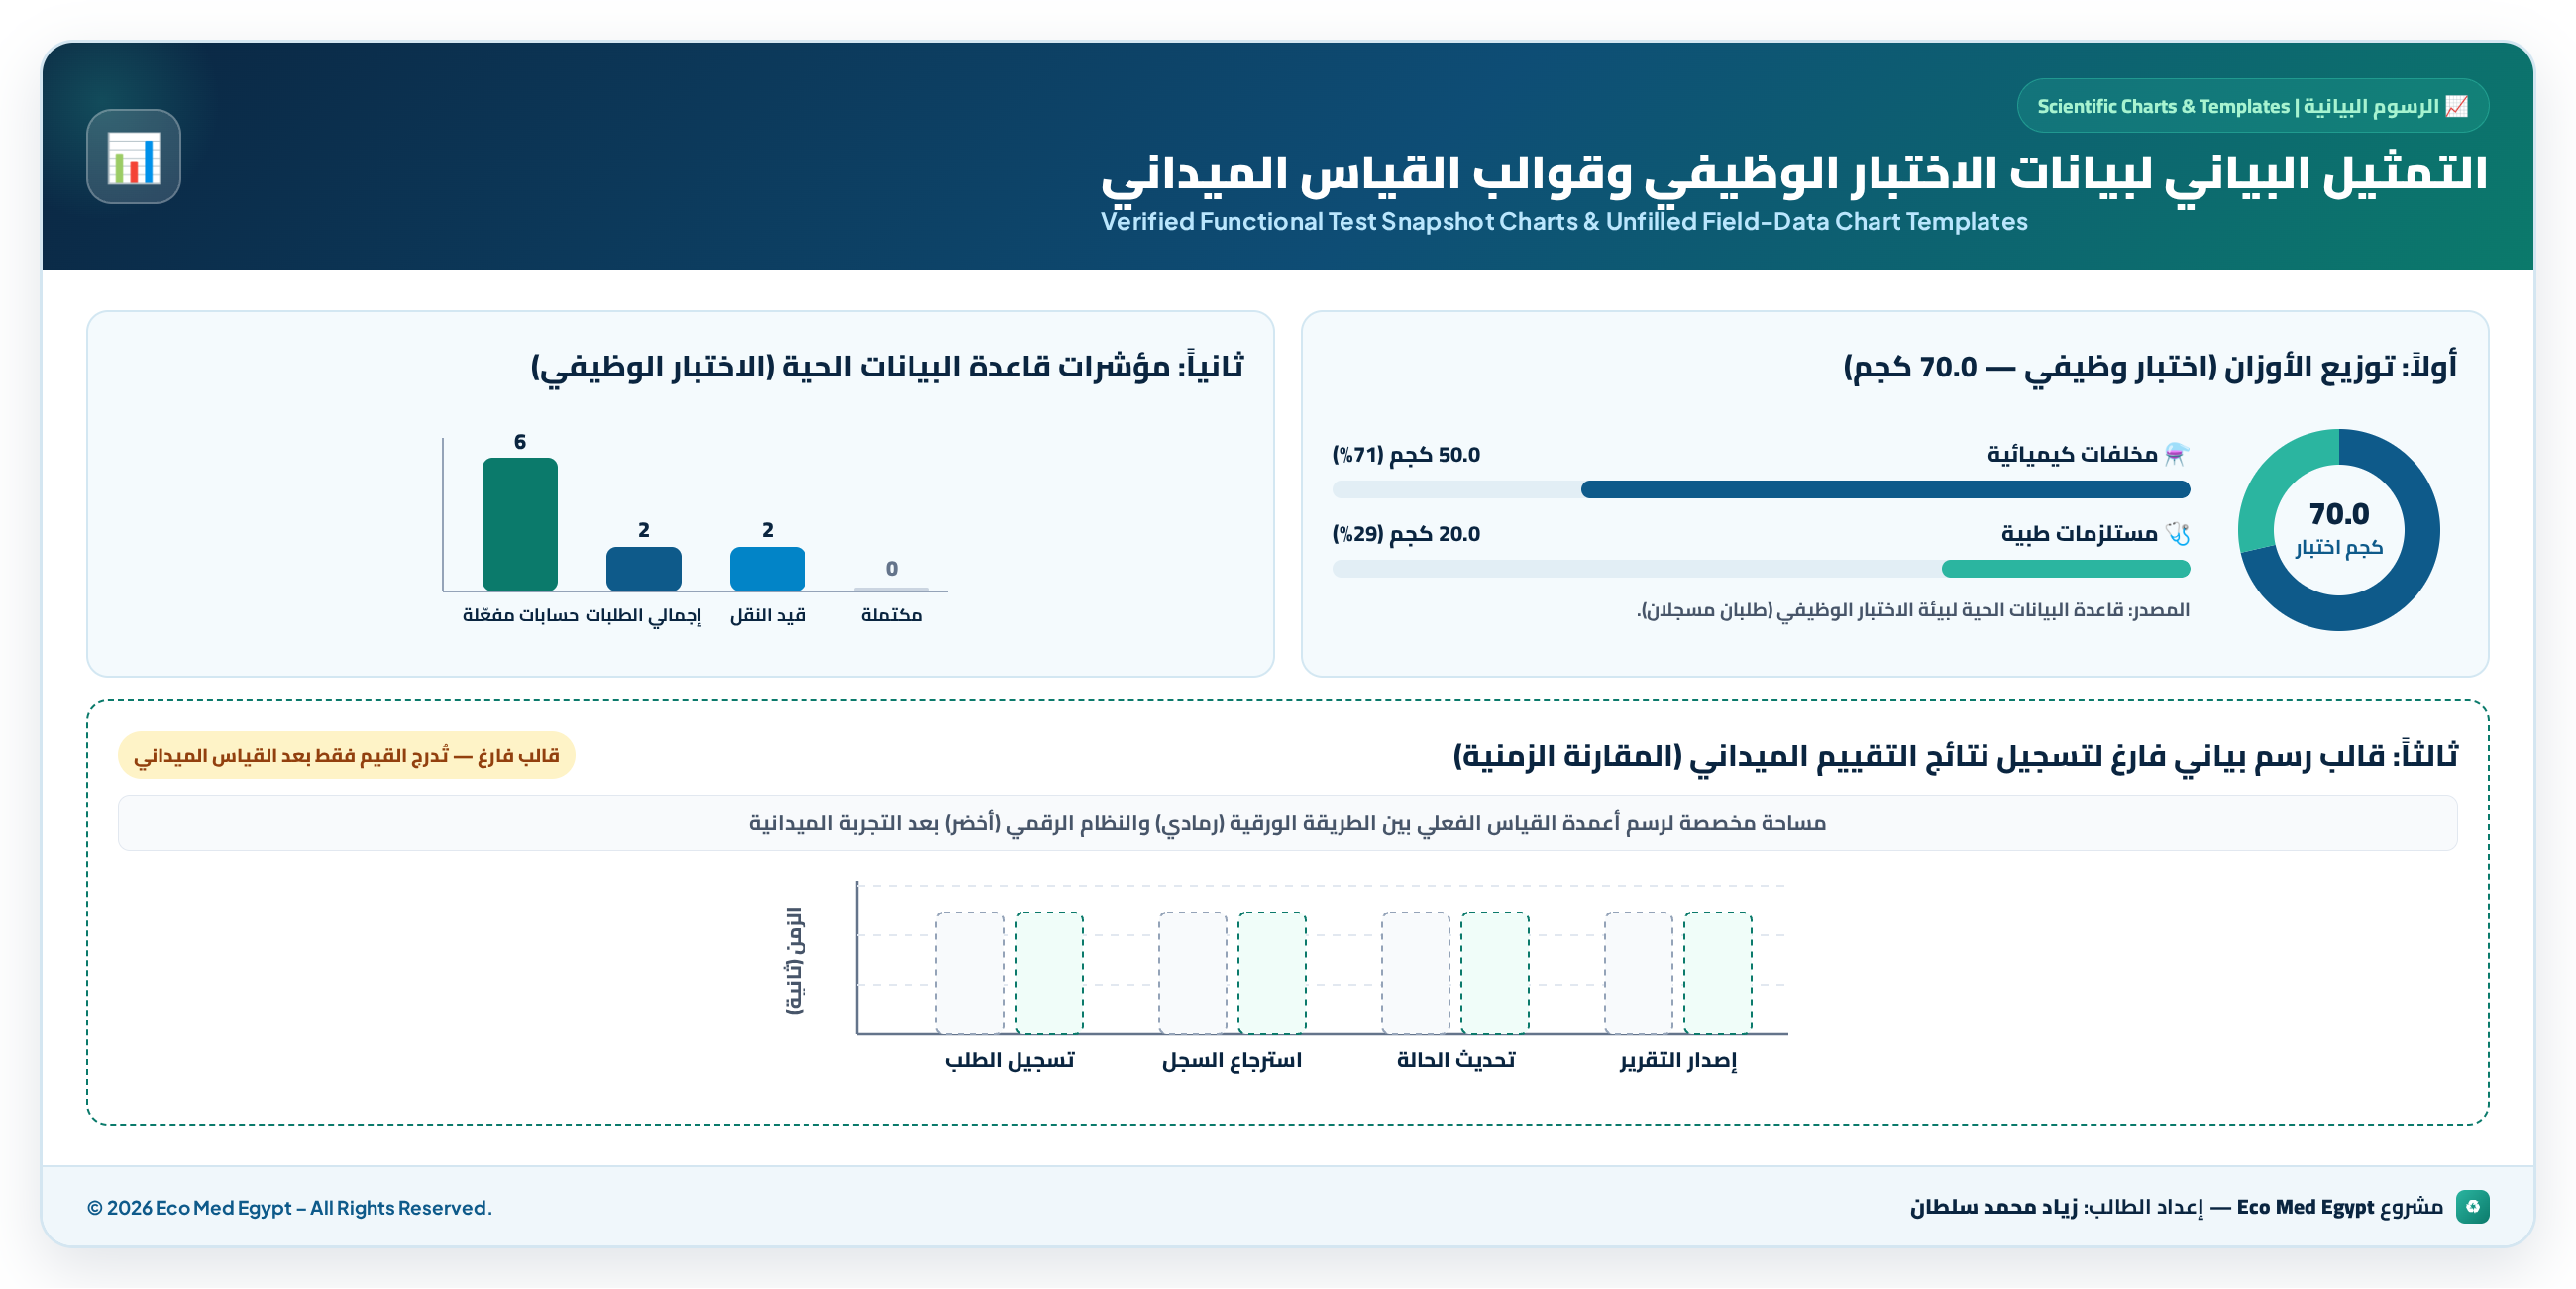 📈 الرسوم البيانية | Scientific Charts & Templates
التمثيل البياني لبيانات الاختبار الوظيفي وقوالب القياس الميداني
Verified Functional Test Snapshot Charts & Unfilled Field-Data Chart Templates
أولاً: توزيع الأوزان (اختبار وظيفي — 70.0 كجم)
70.0
كجم اختبار
⚗️ مخلفات كيميائية
50.0 كجم (71%)
🩺 مستلزمات طبية
20.0 كجم (29%)
المصدر: قاعدة البيانات الحية لبيئة الاختبار الوظيفي (طلبان مسجلان).
ثانياً: مؤشرات قاعدة البيانات الحية (الاختبار الوظيفي)
6
2
2
0
حسابات مفعّلة
إجمالي الطلبات
قيد النقل
مكتملة
ثالثاً: قالب رسم بياني فارغ لتسجيل نتائج التقييم الميداني (المقارنة الزمنية)
قالب فارغ — تُدرج القيم فقط بعد القياس الميداني
مساحة مخصصة لرسم أعمدة القياس الفعلي بين الطريقة الورقية (رمادي) والنظام الرقمي (أخضر) بعد التجربة الميدانية
الزمن (ثانية)
تسجيل الطلب
استرجاع السجل
تحديث الحالة
إصدار التقرير
مشروع Eco Med Egypt — إعداد الطالب: زياد محمد سلطان
© 2026 Eco Med Egypt – All Rights Reserved.